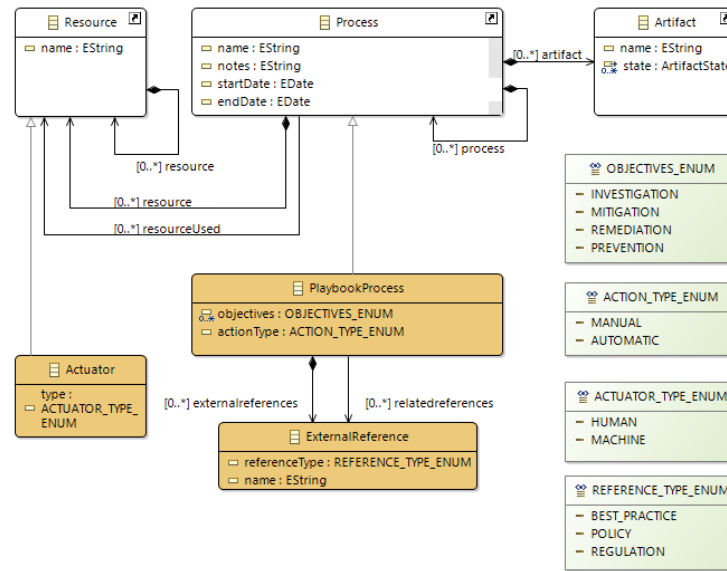 Resource
name : EString
Process
name : EString
notes : EString
startDate : EDate
endDate : EDate
[0..*] artifact
Artifact
name : EString
0..*
state : ArtifactState
[0..*] resource
[0..*] process
[0..*] resource
[0..*] resourceUsed
OBJECTIVES_ENUM
INVESTIGATION
MITIGATION
REMEDIATION
PREVENTION
PlaybookProcess
0..*
objectives : OBJECTIVES_ENUM
actionType : ACTION_TYPE_ENUM
ACTION_TYPE_ENUM
MANUAL
AUTOMATIC
Actuator
type :
ACTUATOR_TYPE_
ENUM
[0..*] externalreferences
[0..*] relatedreferences
ACTUATOR_TYPE_ENUM
HUMAN
MACHINE
ExternalReference
referenceType : REFERENCE_TYPE_ENUM
name : EString
REFERENCE_TYPE_ENUM
BEST_PRACTICE
POLICY
REGULATION